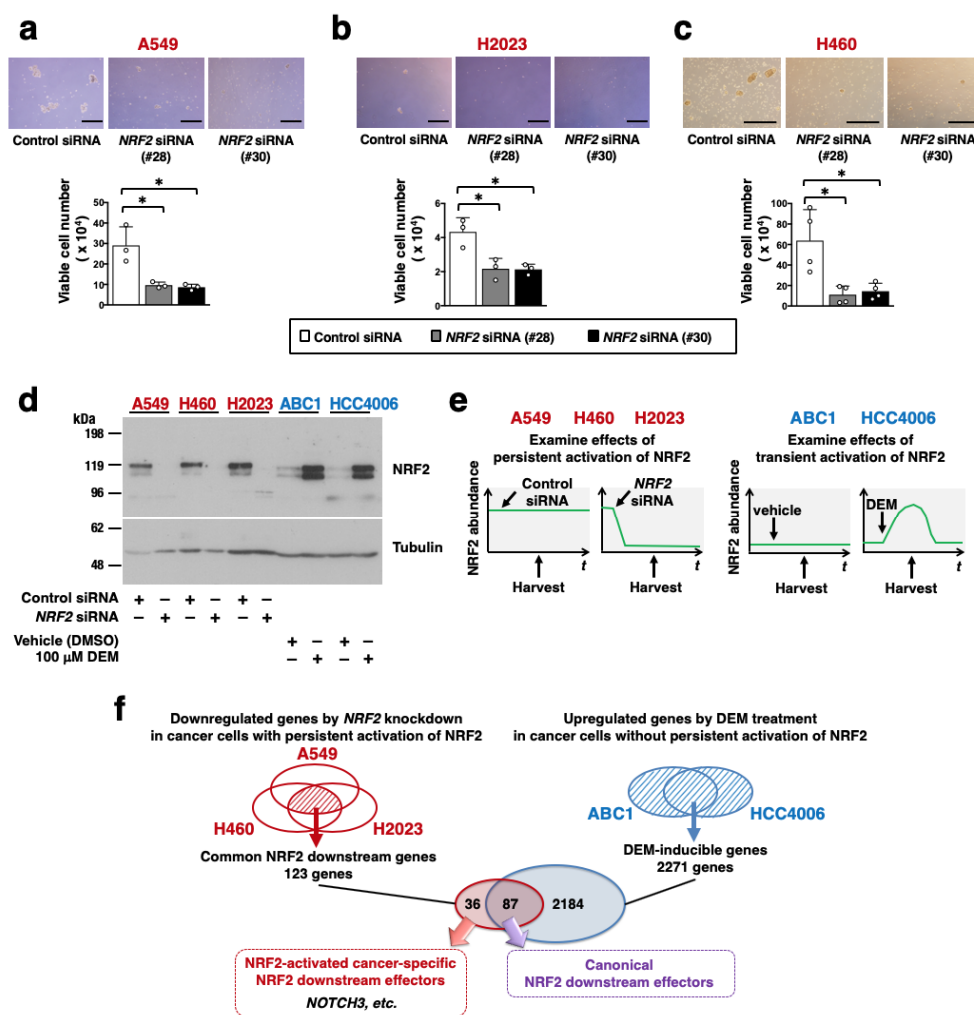 a
A549
Control siRNA
NRF2 siRNA
(#28)
NRF2 siRNA
(#30)
Viable cell number
( x 10⁴)
50
40
30
20
10
0
*
*
b
H2023
Control siRNA
NRF2 siRNA
(#28)
NRF2 siRNA
(#30)
Viable cell number
( x 10⁴)
6
4
2
0
*
*
c
H460
Control siRNA
NRF2 siRNA
(#28)
NRF2 siRNA
(#30)
Viable cell number
( x 10⁴)
100
80
60
40
20
0
*
*
Control siRNA NRF2 siRNA (#28) NRF2 siRNA (#30)
d
A549 H460 H2023 ABC1 HCC4006
kDa
198
119
96
62
48
NRF2
Tubulin
Control siRNA + – + – + –
NRF2 siRNA – + – + – +
Vehicle (DMSO) + – + –
100 µM DEM – + – +
e
A549 H460 H2023
Examine effects of
persistent activation of NRF2
NRF2 abundance
Control
siRNA
t
Harvest
NRF2
siRNA
t
Harvest
ABC1 HCC4006
Examine effects of
transient activation of NRF2
NRF2 abundance
vehicle
t
Harvest
DEM
t
Harvest
f
Downregulated genes by NRF2 knockdown
in cancer cells with persistent activation of NRF2
A549
H460
H2023
Common NRF2 downstream genes
123 genes
Upregulated genes by DEM treatment
in cancer cells without persistent activation of NRF2
ABC1
HCC4006
DEM-inducible genes
2271 genes
36 87 2184
NRF2-activated cancer-specific
NRF2 downstream effectors
NOTCH3, etc.
Canonical
NRF2 downstream effectors